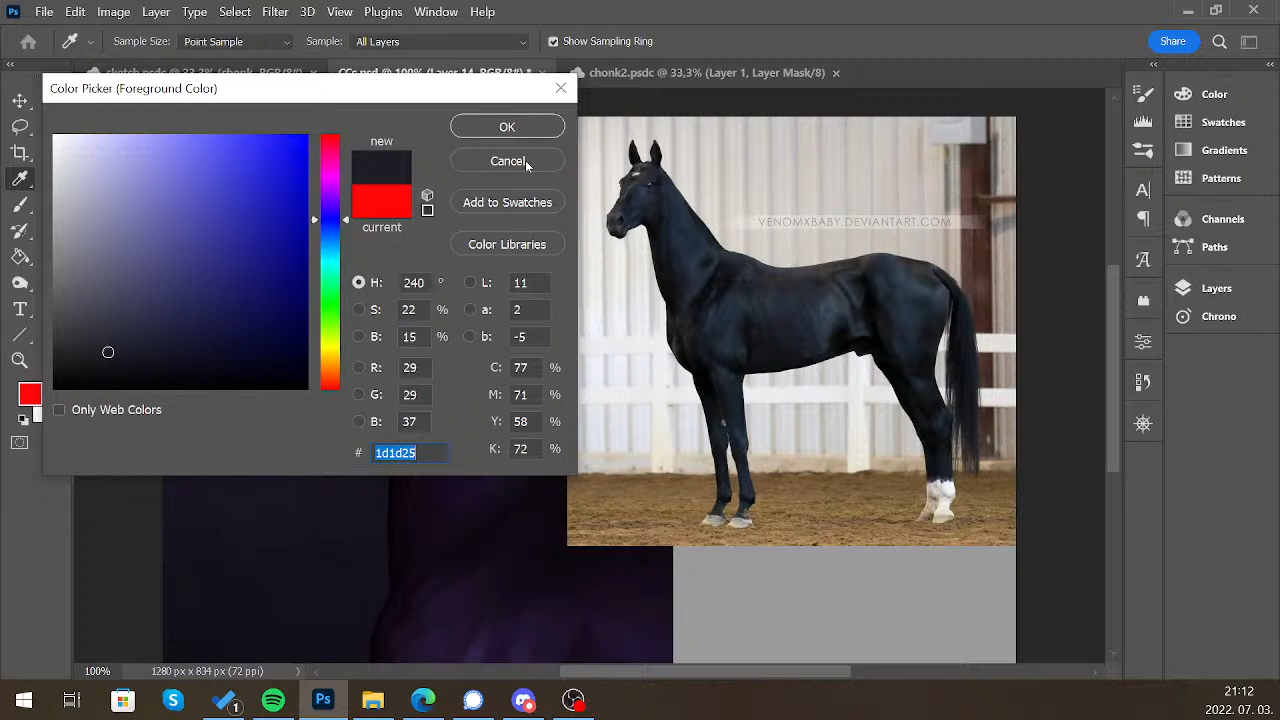 Ps File Edit Image Layer Type Select Filter 3D View Plugins Window Help
Sample Size: Point Sample Sample: All Layers Show Sampling Ring Share
sketch.psdc @ 33,3% (chonk, RGB/8#) CCs.psd @ 100% (Layer 14, RGB/8#) * chonk2.psdc @ 33,3% (Layer 1, Layer Mask/8)
Color Picker (Foreground Color)
new
current
OK
Cancel
Add to Swatches
Color Libraries
H: 240 °
S: 22 %
B: 15 %
R: 29
G: 29
B: 37
# 1d1d25
L: 11
a: 2
b: -5
C: 77 %
M: 71 %
Y: 58 %
K: 72 %
Only Web Colors
VENOMXBABY.DEVIANTART.COM
Color
Swatches
Gradients
Patterns
Channels
Paths
Layers
Chrono
100% 1280 px x 834 px (72 ppi)
1
Ps
21:12
2022. 07. 03.